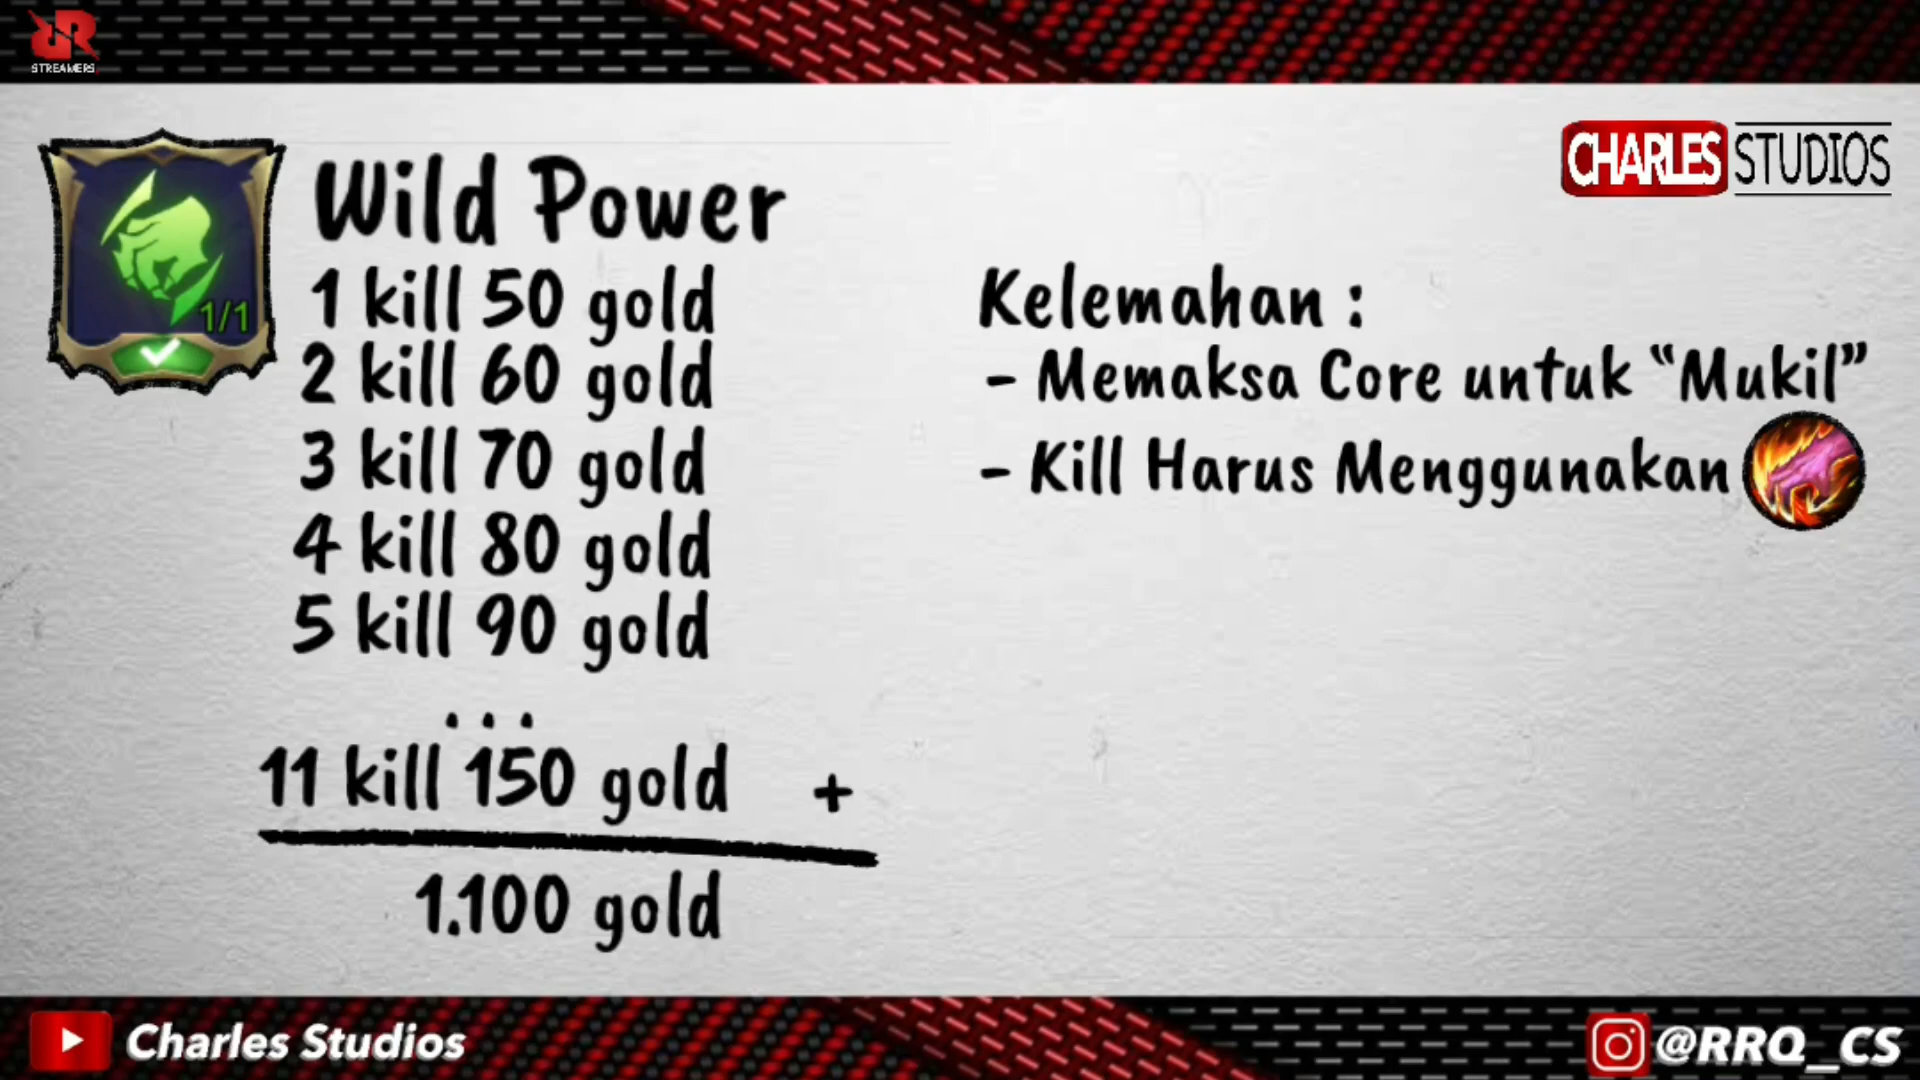 STREAMERS
CHARLES STUDIOS
1/1
Wild Power
1 kill 50 gold
2 kill 60 gold
3 kill 70 gold
4 kill 80 gold
5 kill 90 gold
...
11 kill 150 gold +
1.100 gold
Kelemahan :
- Memaksa Core untuk “Mukil”
- Kill Harus Menggunakan
Charles Studios
@RRQ_CS